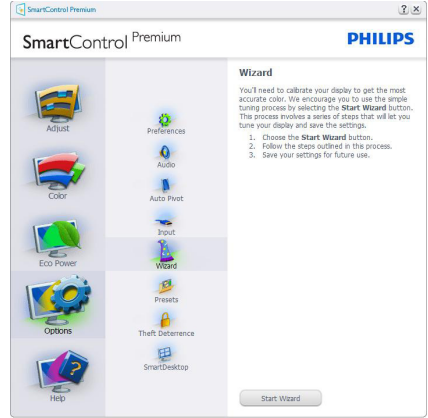 SmartControl Premium
SmartControl Premium
PHILIPS
Adjust
Color
Eco Power
Options
Help
Preferences
Audio
Auto Pivot
Input
Wizard
Presets
Theft Deterrence
SmartDesktop
Wizard
You'll need to calibrate your display to get the most
accurate color. We encourage you to use the simple
tuning process by selecting the Start Wizard button.
This process involves a series of steps that will let you
tune your display and save the settings.
1. Choose the Start Wizard button.
2. Follow the steps outlined in this process.
3. Save your settings for future use.
Start Wizard